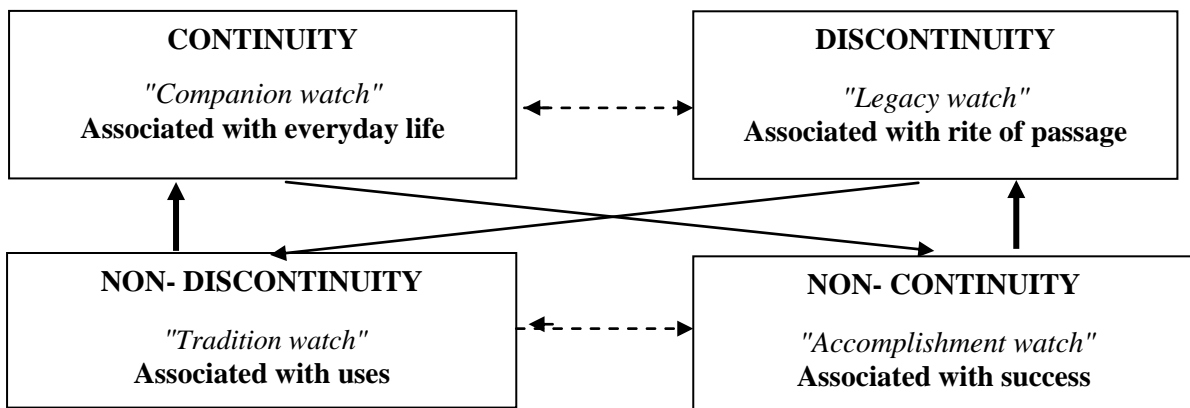 CONTINUITY
"Companion watch"
Associated with everyday life
DISCONTINUITY
"Legacy watch"
Associated with rite of passage
NON- DISCONTINUITY
"Tradition watch"
Associated with uses
NON- CONTINUITY
"Accomplishment watch"
Associated with success